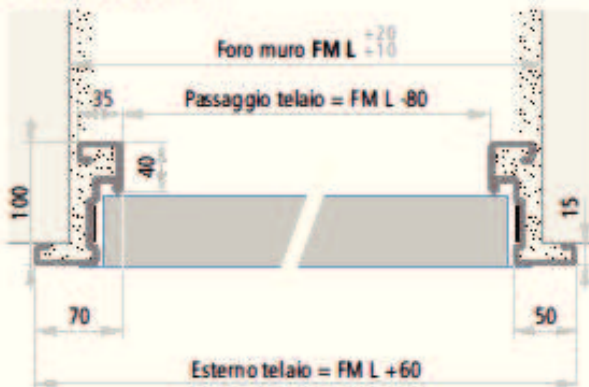 Foro muro FM L +20 +10
35
Passaggio telaio = FM L -80
40
100
15
70
50
Esterno telaio = FM L +60